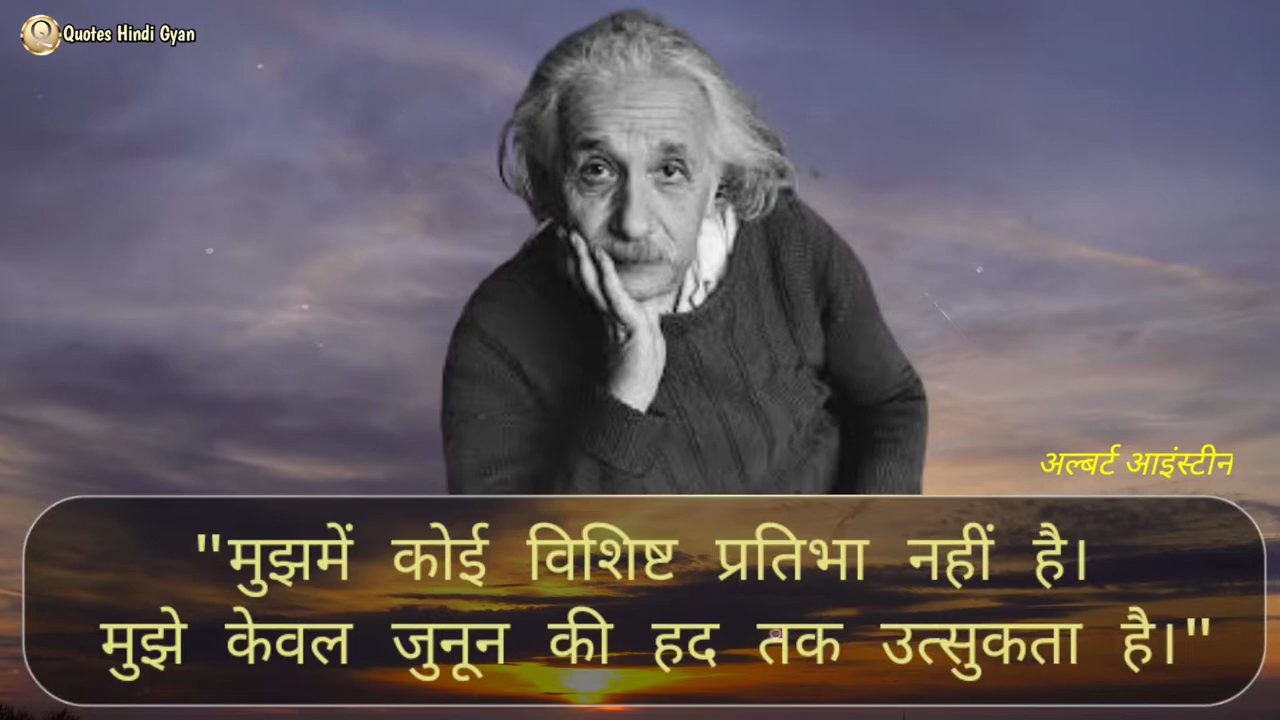 Quotes Hindi Gyan
अल्बर्ट आइंस्टीन
"मुझमें कोई विशिष्ट प्रतिभा नहीं है।
मुझे केवल जुनून की हद तक उत्सुकता है।"